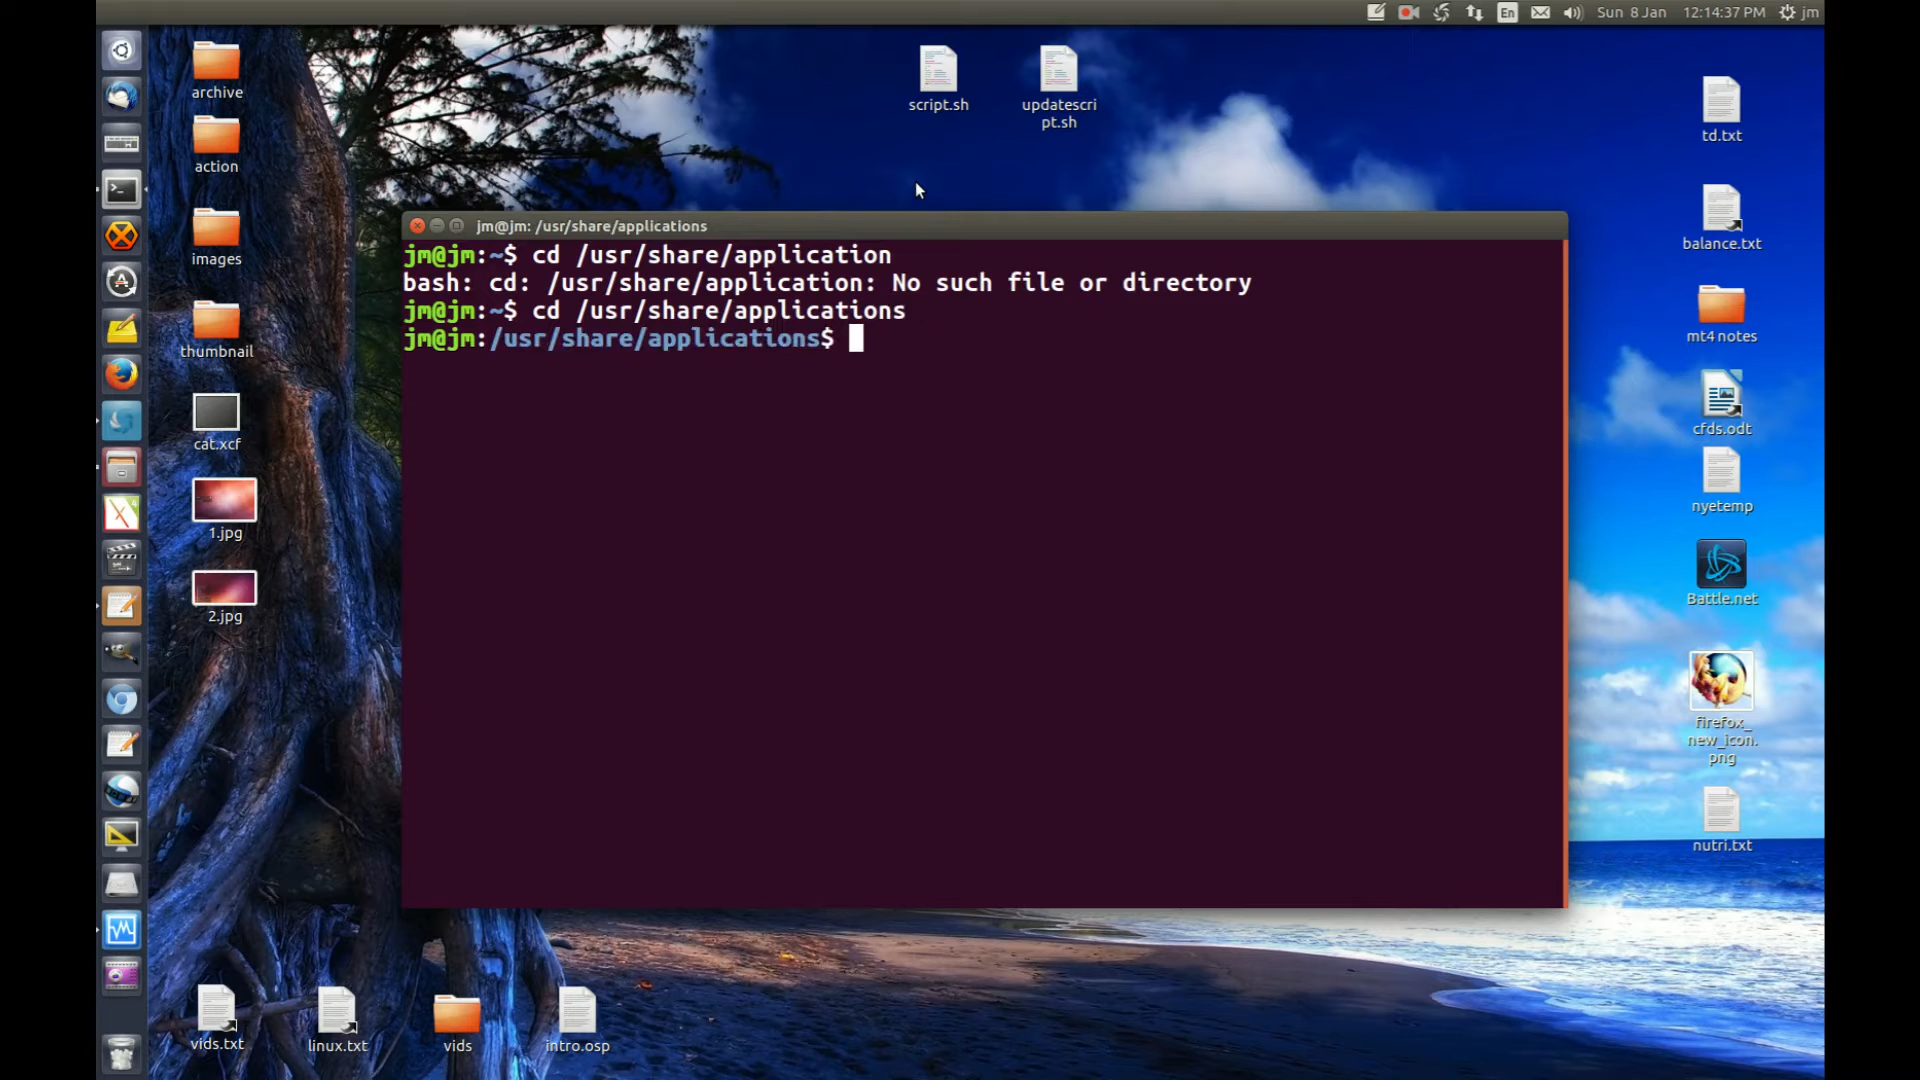 En
Sun 8 Jan
12:14:37 PM
jm
archive
action
images
thumbnail
cat.xcf
1.jpg
2.jpg
script.sh
updatescri
pt.sh
jm@jm: /usr/share/applications
jm@jm:~$ cd /usr/share/application
bash: cd: /usr/share/application: No such file or directory
jm@jm:~$ cd /usr/share/applications
jm@jm:/usr/share/applications$
td.txt
balance.txt
mt4 notes
cfds.odt
nyetemp
Battle.net
firefox_
new_icon.
png
nutri.txt
vids.txt
linux.txt
vids
intro.osp